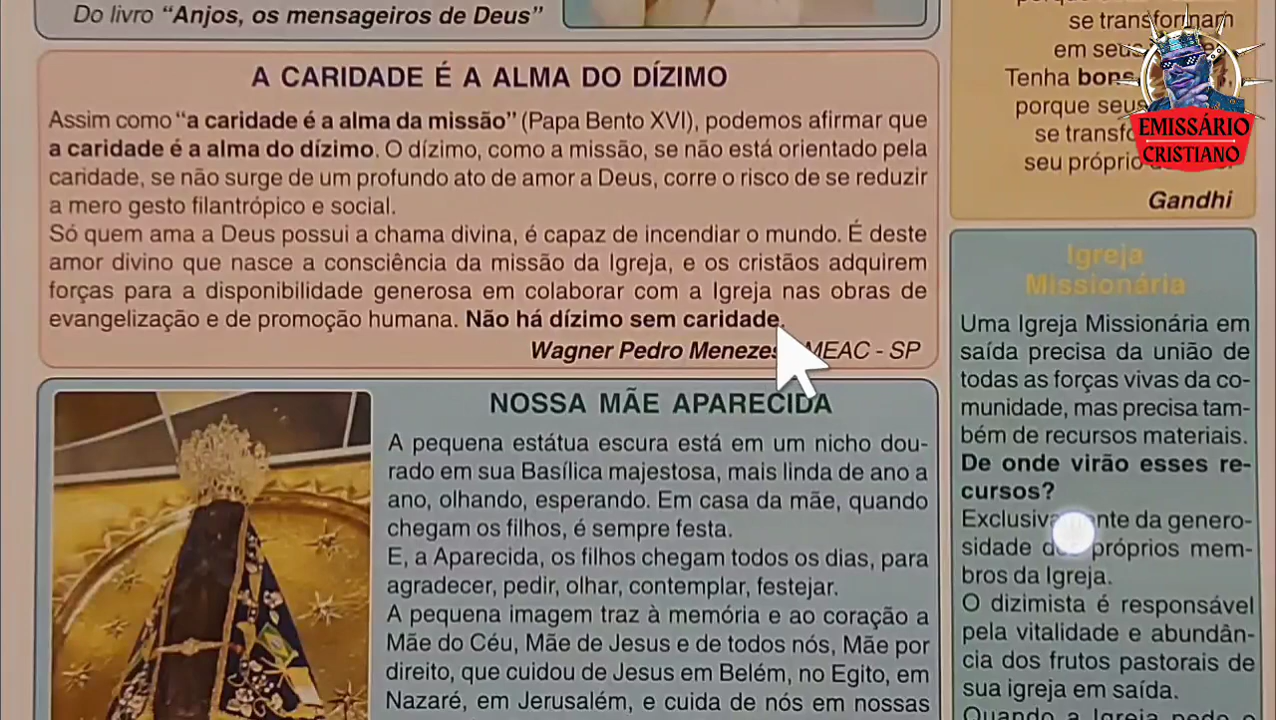 Do livro “Anjos, os mensageiros de Deus”
A CARIDADE É A ALMA DO DÍZIMO
Assim como “a caridade é a alma da missão” (Papa Bento XVI), podemos afirmar que
a caridade é a alma do dízimo. O dízimo, como a missão, se não está orientado pela
caridade, se não surge de um profundo ato de amor a Deus, corre o risco de se reduzir
a mero gesto filantrópico e social.
Só quem ama a Deus possui a chama divina, é capaz de incendiar o mundo. É deste
amor divino que nasce a consciência da missão da Igreja, e os cristãos adquirem
forças para a disponibilidade generosa em colaborar com a Igreja nas obras de
evangelização e de promoção humana. Não há dízimo sem caridade.
Wagner Pedro Menezes MEAC - SP
NOSSA MÃE APARECIDA
A pequena estátua escura está em um nicho dou-
rado em sua Basílica majestosa, mais linda de ano a
ano, olhando, esperando. Em casa da mãe, quando
chegam os filhos, é sempre festa.
E, a Aparecida, os filhos chegam todos os dias, para
agradecer, pedir, olhar, contemplar, festejar.
A pequena imagem traz à memória e ao coração a
Mãe do Céu, Mãe de Jesus e de todos nós, Mãe por
direito, que cuidou de Jesus em Belém, no Egito, em
Nazaré, em Jerusalém, e cuida de nós em nossas
se transformam
em seus
Tenha bons
porque seus
se
seu próprio
Gandhi
EMISSÁRIO
CRISTIANO
Igreja
Missionária
Uma Igreja Missionária em
saída precisa da união de
todas as forças vivas da co-
munidade, mas precisa tam-
bém de recursos materiais.
De onde virão esses re-
cursos?
Exclusivamente da genero-
sidade dos próprios mem-
bros da Igreja.
O dizimista é responsável
pela vitalidade e abundân-
cia dos frutos pastorais de
sua igreja em saída.
Quando a Igreja pede o